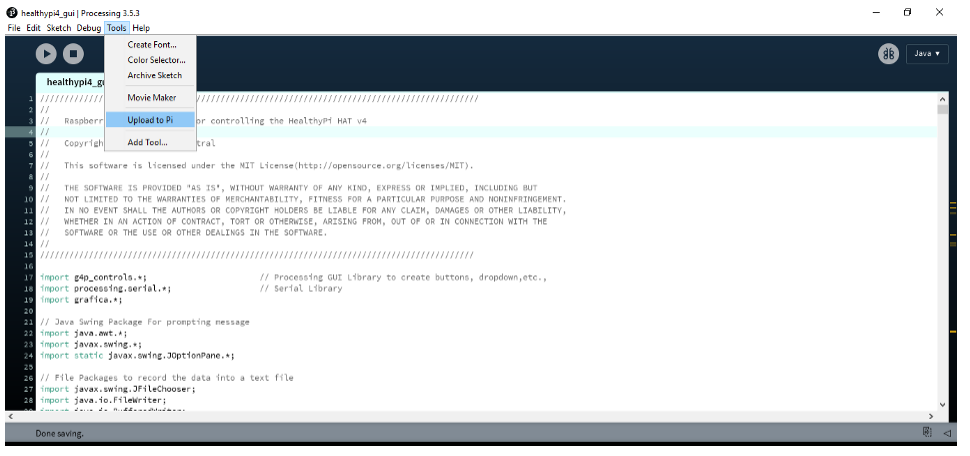 healthypi4_gui | Processing 3.5.3
File Edit Sketch Debug Tools Help
Create Font...
Color Selector...
Archive Sketch
Movie Maker
Upload to Pi
Add Tool...
Java ▾
healthypi4_gu
1 ///////////// //////////////////////////////////////////////////////////
2 //
3 // Raspberr or controlling the HealthyPi HAT v4
4 //
5 // Copyrigh tral
6 //
7 // This software is licensed under the MIT License(http://opensource.org/licenses/MIT).
8 //
9 // THE SOFTWARE IS PROVIDED "AS IS", WITHOUT WARRANTY OF ANY KIND, EXPRESS OR IMPLIED, INCLUDING BUT
10 // NOT LIMITED TO THE WARRANTIES OF MERCHANTABILITY, FITNESS FOR A PARTICULAR PURPOSE AND NONINFRINGEMENT.
11 // IN NO EVENT SHALL THE AUTHORS OR COPYRIGHT HOLDERS BE LIABLE FOR ANY CLAIM, DAMAGES OR OTHER LIABILITY,
12 // WHETHER IN AN ACTION OF CONTRACT, TORT OR OTHERWISE, ARISING FROM, OUT OF OR IN CONNECTION WITH THE
13 // SOFTWARE OR THE USE OR OTHER DEALINGS IN THE SOFTWARE.
14 //
15 /////////////////////////////////////////////////////////////////////////////////////////
16
17 import g4p_controls.*; // Processing GUI Library to create buttons, dropdown,etc.,
18 import processing.serial.*; // Serial Library
19 import grafica.*;
20
21 // Java Swing Package For prompting message
22 import java.awt.*;
23 import javax.swing.*;
24 import static javax.swing.JOptionPane.*;
25
26 // File Packages to record the data into a text file
27 import javax.swing.JFileChooser;
28 import java.io.FileWriter;
29 import java.io.BufferedWriter;
Done saving.